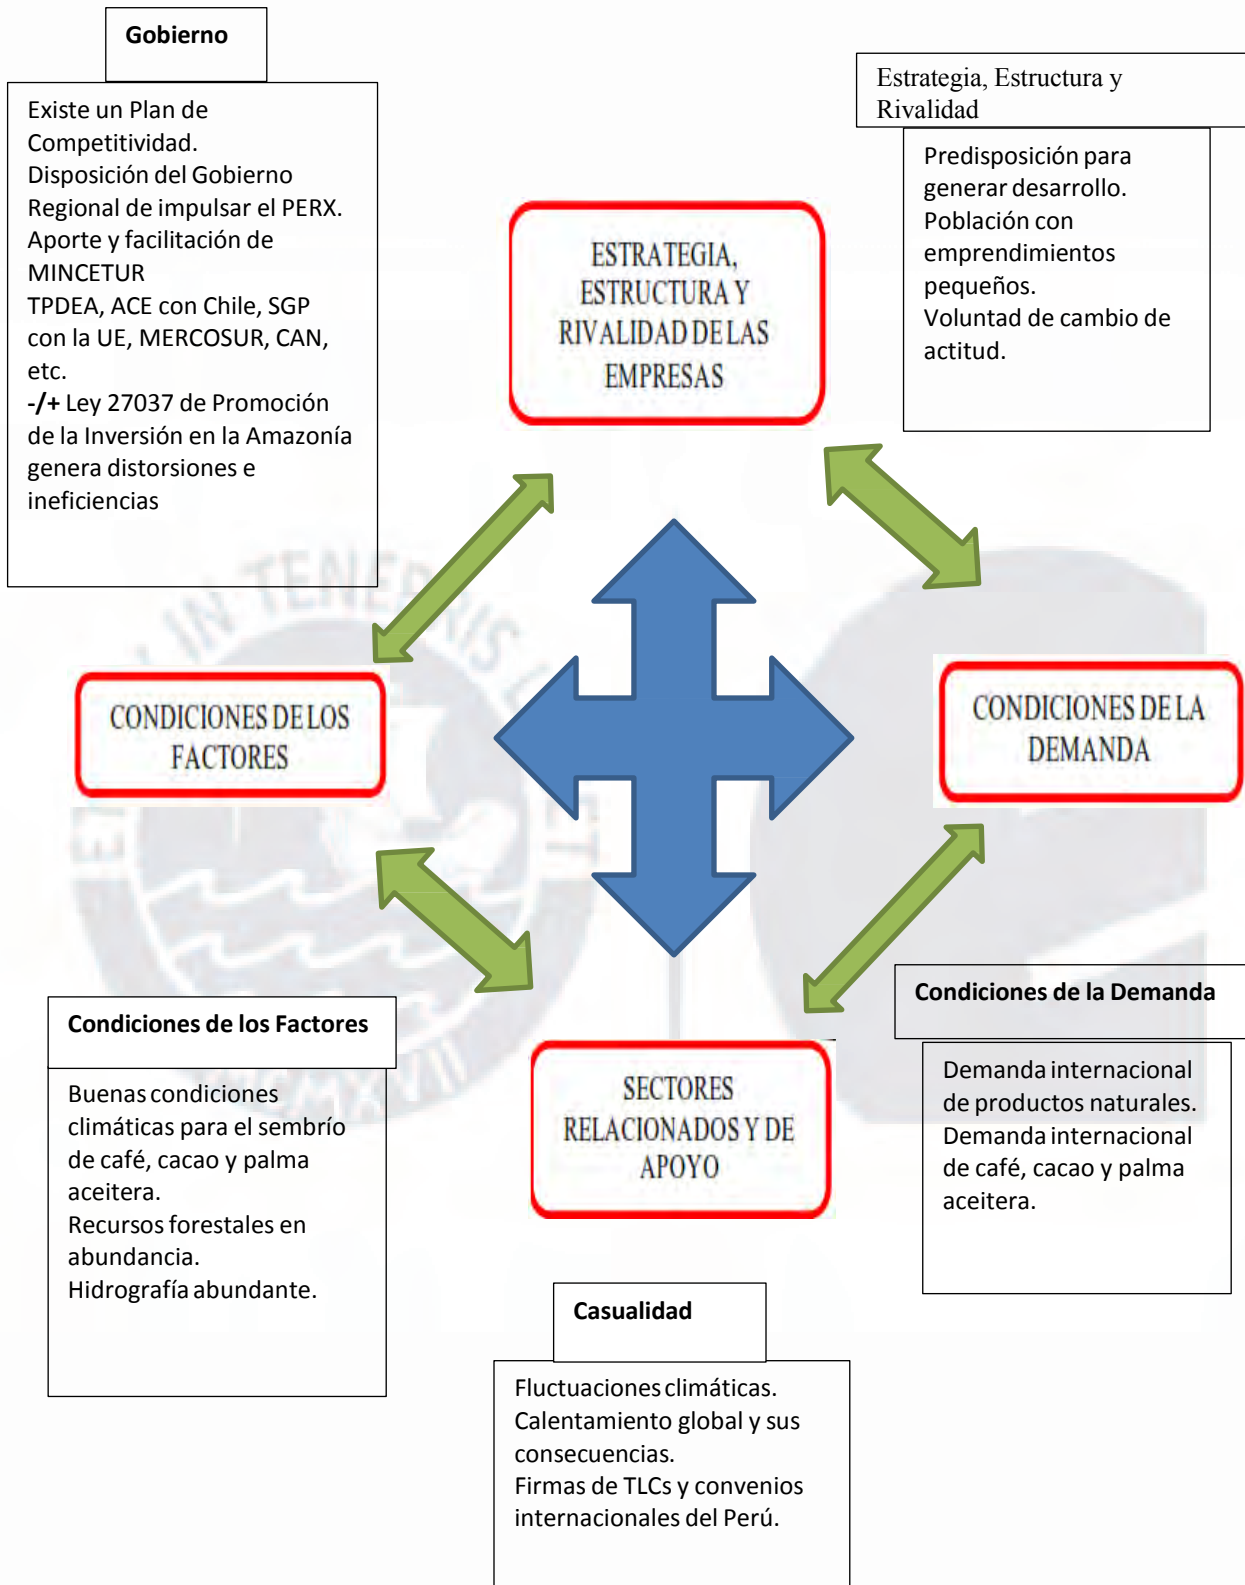 Gobierno
Existe un Plan de
Competitividad.
Disposición del Gobierno
Regional de impulsar el PERX.
Aporte y facilitación de
MINCETUR
TPDEA, ACE con Chile, SGP
con la UE, MERCOSUR, CAN,
etc.
-/+ Ley 27037 de Promoción
de la Inversión en la Amazonía
genera distorsiones e
ineficiencias
Estrategia, Estructura y
Rivalidad
Predisposición para
generar desarrollo.
Población con
emprendimientos
pequeños.
Voluntad de cambio de
actitud.
ESTRATEGIA,
ESTRUCTURA Y
RIVALIDAD DE LAS
EMPRESAS
CONDICIONES DE LOS
FACTORES
CONDICIONES DE LA
DEMANDA
SECTORES
RELACIONADOS Y DE
APOYO
Condiciones de los Factores
Buenas condiciones
climáticas para el sembrío
de café, cacao y palma
aceitera.
Recursos forestales en
abundancia.
Hidrografía abundante.
Condiciones de la Demanda
Demanda internacional
de productos naturales.
Demanda internacional
de café, cacao y palma
aceitera.
Casualidad
Fluctuaciones climáticas.
Calentamiento global y sus
consecuencias.
Firmas de TLCs y convenios
internacionales del Perú.
IN TENEBRIS
MCMXVII